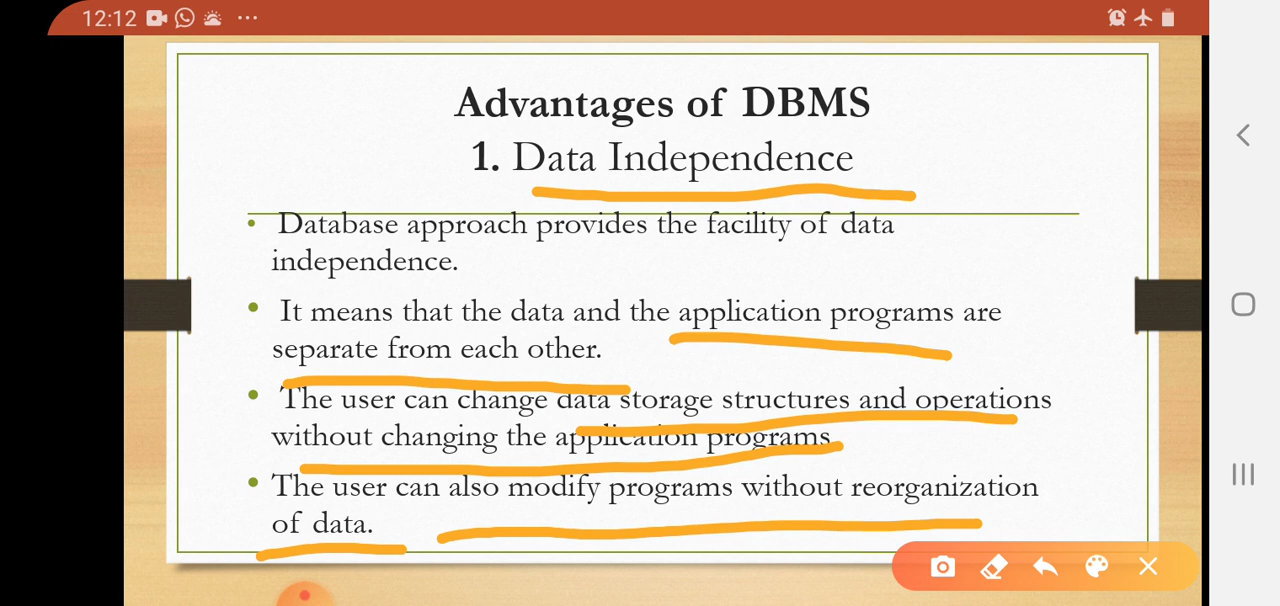 12:12
Advantages of DBMS
1. Data Independence
• Database approach provides the facility of data
independence.
• It means that the data and the application programs are
separate from each other.
• The user can change data storage structures and operations
without changing the application programs.
• The user can also modify programs without reorganization
of data.